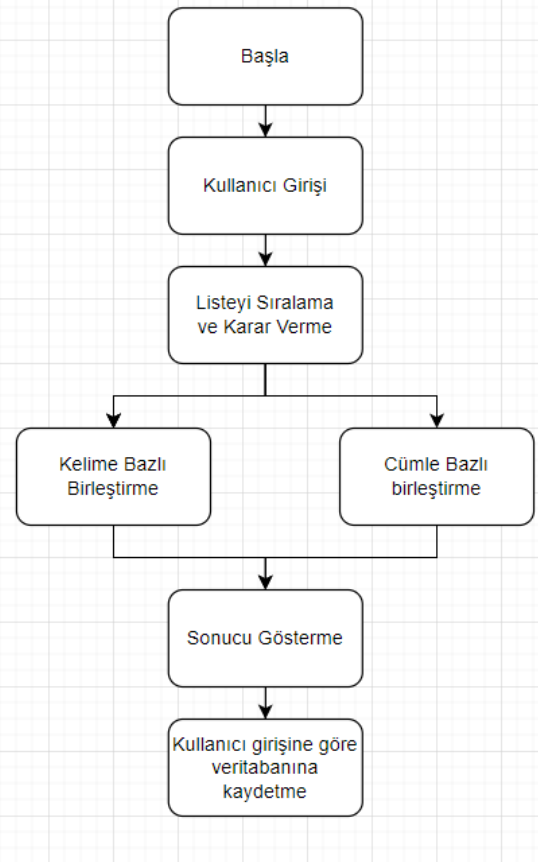 Başla
Kullanıcı Girişi
Listeyi Sıralama
ve Karar Verme
Kelime Bazlı
Birleştirme
Cümle Bazlı
birleştirme
Sonucu Gösterme
Kullanıcı girişine göre
veritabanına
kaydetme